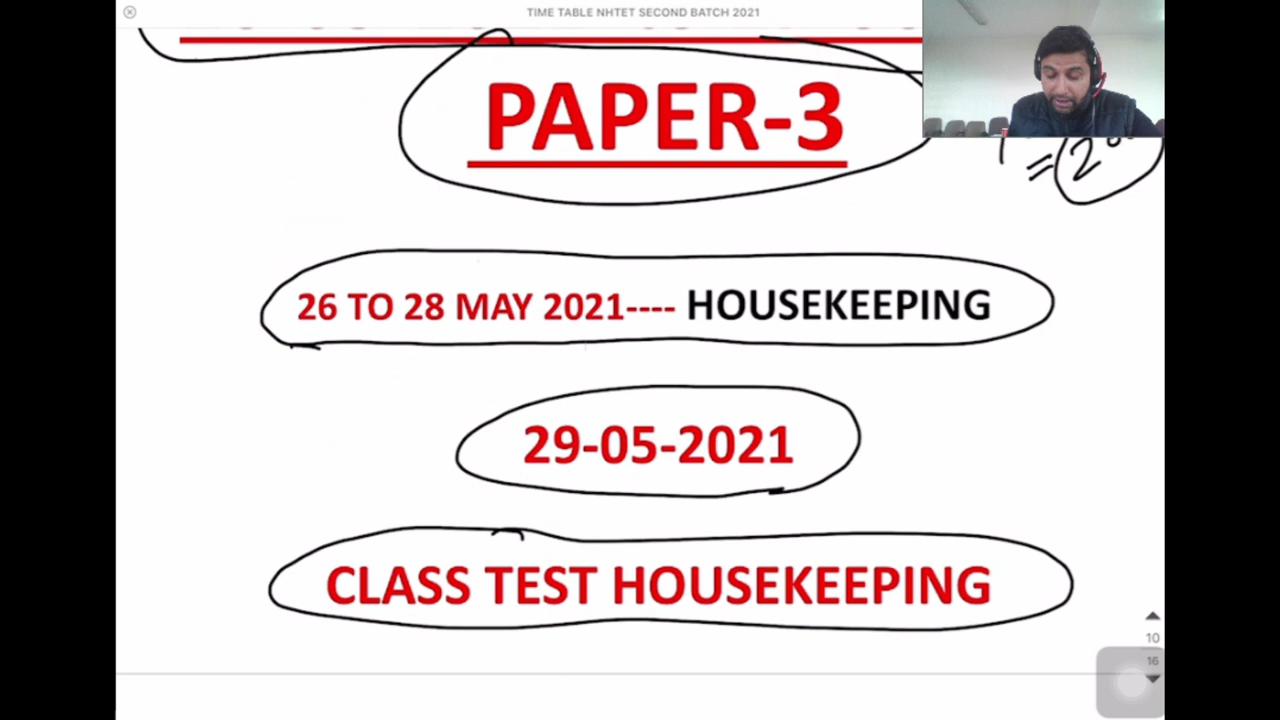 TIME TABLE NHTET SECOND BATCH 2021
PAPER-3
26 TO 28 MAY 2021---- HOUSEKEEPING
29-05-2021
CLASS TEST HOUSEKEEPING
10
16